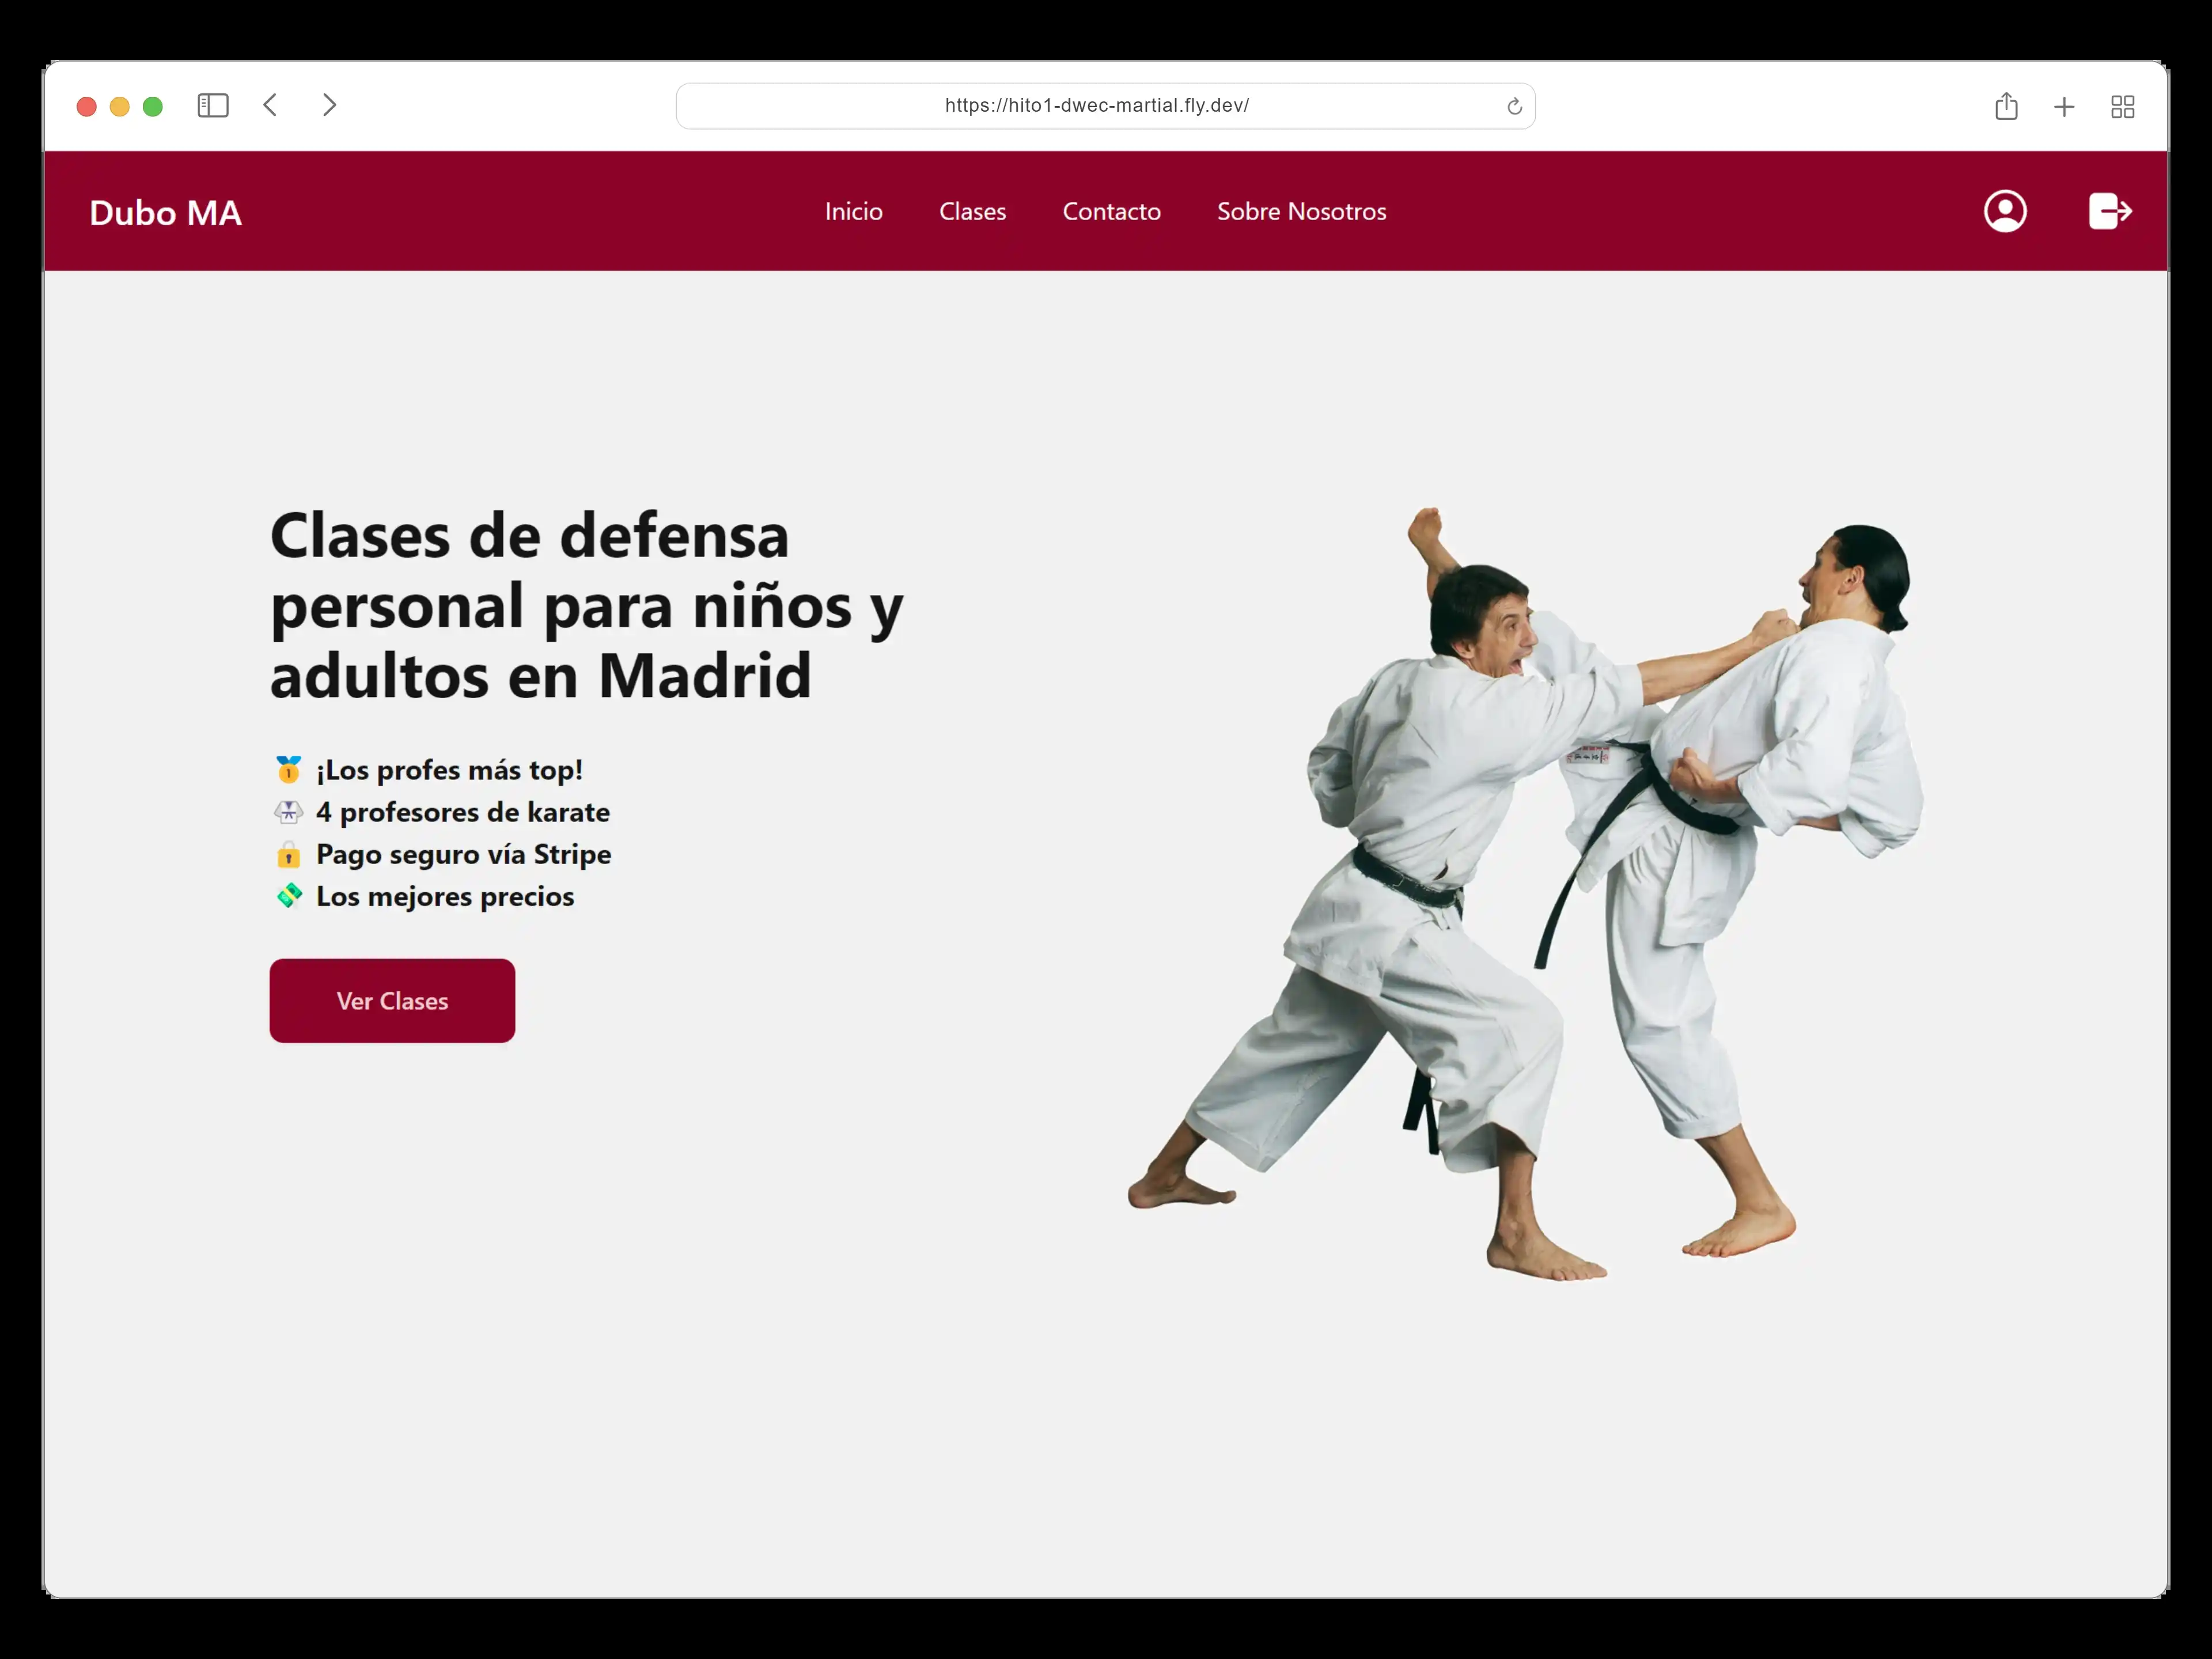 https://hito1-dwec-martial.fly.dev/
Dubo MA
Inicio
Clases
Contacto
Sobre Nosotros
Clases de defensa
personal para niños y
adultos en Madrid
🥇 ¡Los profes más top!
🥋 4 profesores de karate
🔒 Pago seguro vía Stripe
💸 Los mejores precios
Ver Clases